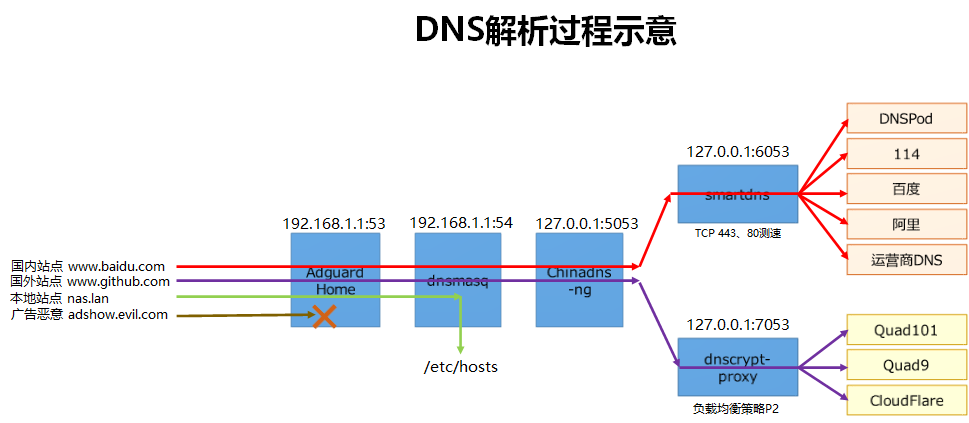 DNS解析过程示意
DNSPod
127.0.0.1:6053
114
smartdns
百度
192.168.1.1:53
192.168.1.1:54
127.0.0.1:5053
阿里
TCP 443、80测速
国内站点 www.baidu.com
Adguard
Home
dnsmasq
Chinadns
-ng
运营商DNS
国外站点 www.github.com
本地站点 nas.lan
广告恶意 adshow.evil.com
127.0.0.1:7053
Quad101
/etc/hosts
dnscrypt-
proxy
Quad9
负载均衡策略P2
CloudFlare